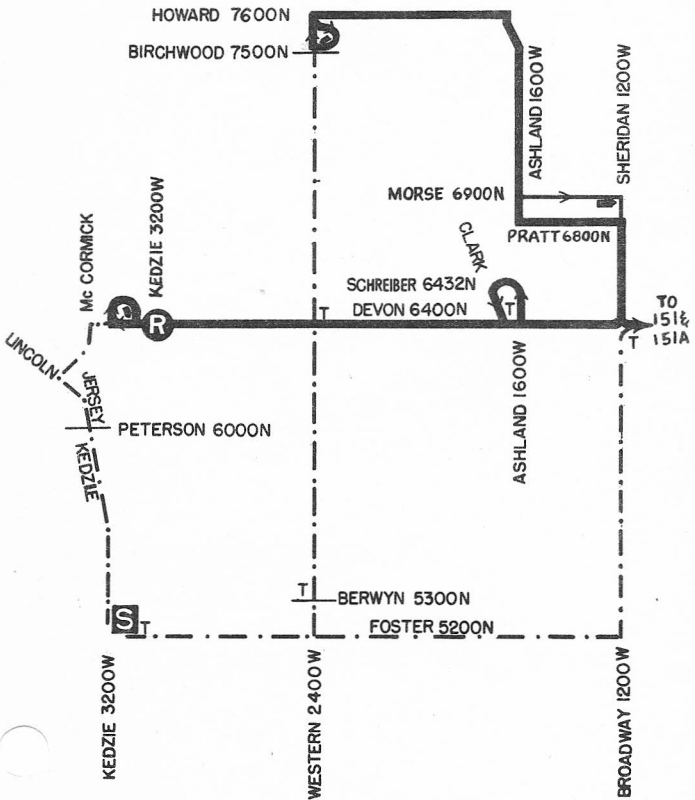 HOWARD 7600N
BIRCHWOOD 7500N
ASHLAND 1600W
SHERIDAN 1200W
MORSE 6900N
KEDZIE 3200W
Mc CORMICK
CLARK
PRATT 6800N
SCHREIBER 6432N
T
DEVON 6400N
R
T
TO
151&
151A
T
LINCOLN
JERSEY
ASHLAND 1600W
PETERSON 6000N
KEDZIE
T
BERWYN 5300N
S
T
FOSTER 5200N
KEDZIE 3200W
WESTERN 2400W
BROADWAY 1200W